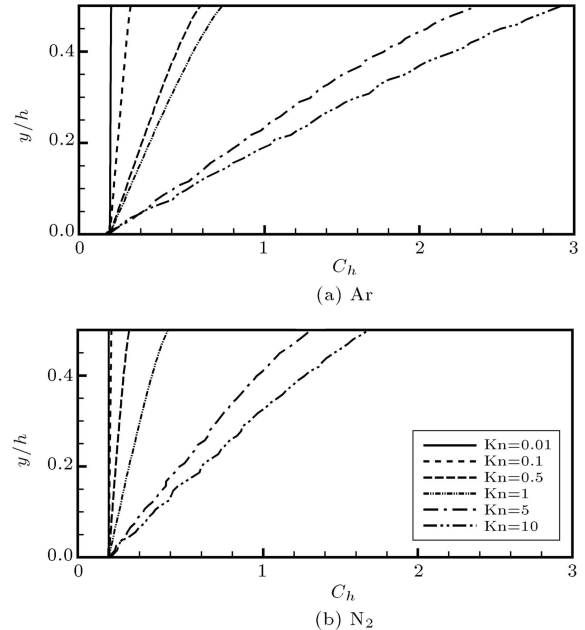 0.4
0.2
0.0
y/h
0 1 2 3
C_h
(a) Ar
0.4
0.2
0.0
y/h
Kn=0.01
Kn=0.1
Kn=0.5
Kn=1
Kn=5
Kn=10
0 1 2 3
C_h
(b) N₂